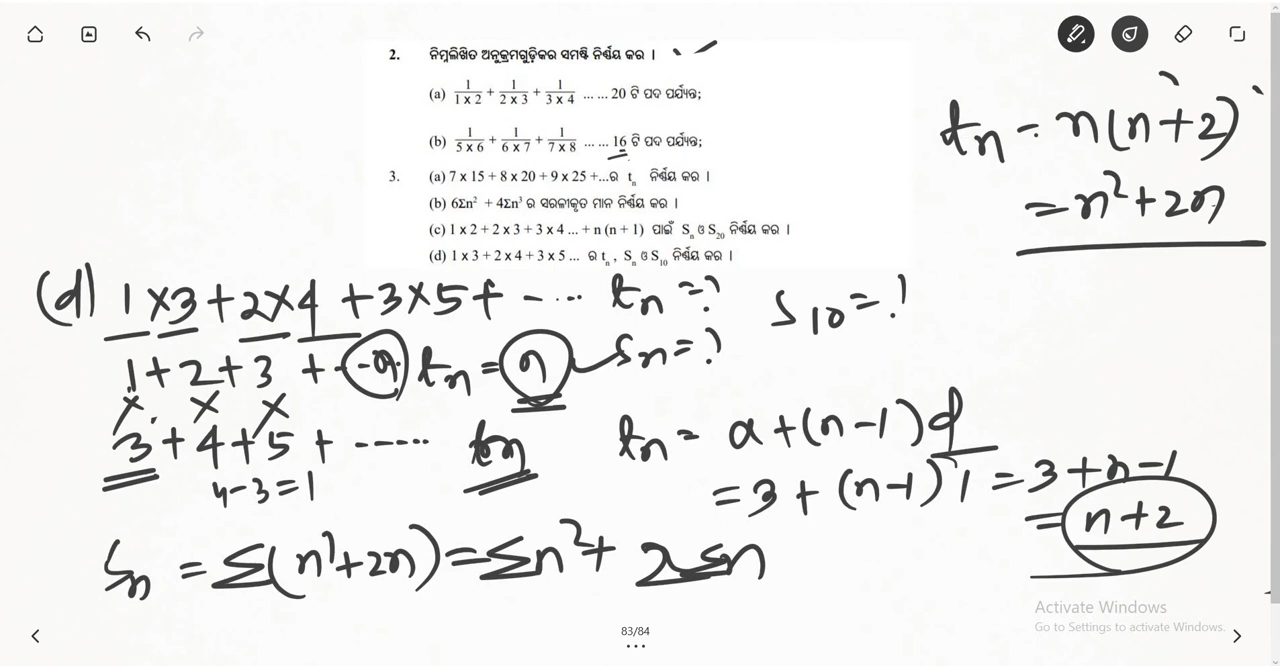 2. ନିମ୍ନଲିଖିତ ଅନୁକ୍ରମଗୁଡ଼ିକର ସମଷ୍ଟି ନିର୍ଣ୍ଣୟ କର ।
(a) 1/(1 x 2) + 1/(2 x 3) + 1/(3 x 4) ... ... 20 ଟି ପଦ ପର୍ଯ୍ୟନ୍ତ;
(b) 1/(5 x 6) + 1/(6 x 7) + 1/(7 x 8) ... ... 16 ଟି ପଦ ପର୍ଯ୍ୟନ୍ତ;
3. (a) 7 x 15 + 8 x 20 + 9 x 25 +...ର tₙ ନିର୍ଣ୍ଣୟ କର ।
(b) 6Σn² + 4Σn³ ର ସରଳୀକୃତ ମାନ ନିର୍ଣ୍ଣୟ କର ।
(c) 1 x 2 + 2 x 3 + 3 x 4 ... + n (n + 1) ପାଇଁ Sₙ ଓ S₂₀ ନିର୍ଣ୍ଣୟ କର ।
(d) 1 x 3 + 2 x 4 + 3 x 5 ... ର tₙ , Sₙ ଓ S₁₀ ନିର୍ଣ୍ଣୟ କର ।
tₙ = n(n+2)
= n² + 2n
(d) 1×3 + 2×4 + 3×5 + - ... tₙ = ? S₁₀ = ?
1 + 2 + 3 + --n tₙ = n Sₙ = ?
× × ×
3 + 4 + 5 + ------ tₙ tₙ = a + (n-1)d
4-3=1 = 3 + (n-1)1 = 3 + n - 1
= n+2
Sₙ = Σ(n² + 2n) = Σn² + 2Σn
Activate Windows
Go to Settings to activate Windows.
83/84